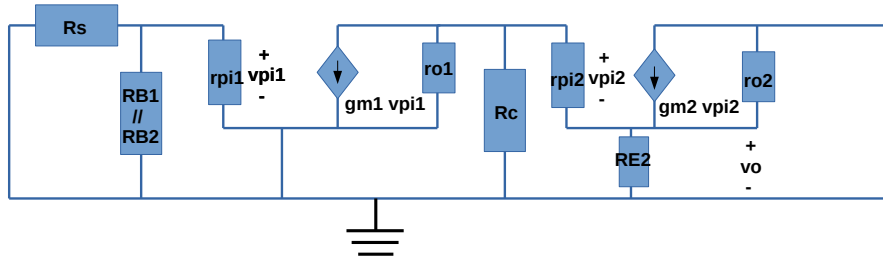 Rs
RB1
//
RB2
rpi1
+
vpi1
-
gm1 vpi1
ro1
Rc
rpi2
+
vpi2
-
gm2 vpi2
ro2
RE2
+
vo
-